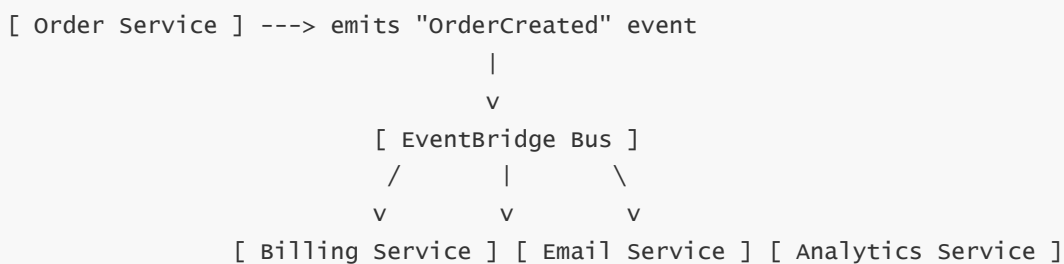 [ Order Service ] ---> emits "OrderCreated" event
|
v
[ EventBridge Bus ]
/ | \
v v v
[ Billing Service ] [ Email Service ] [ Analytics Service ]